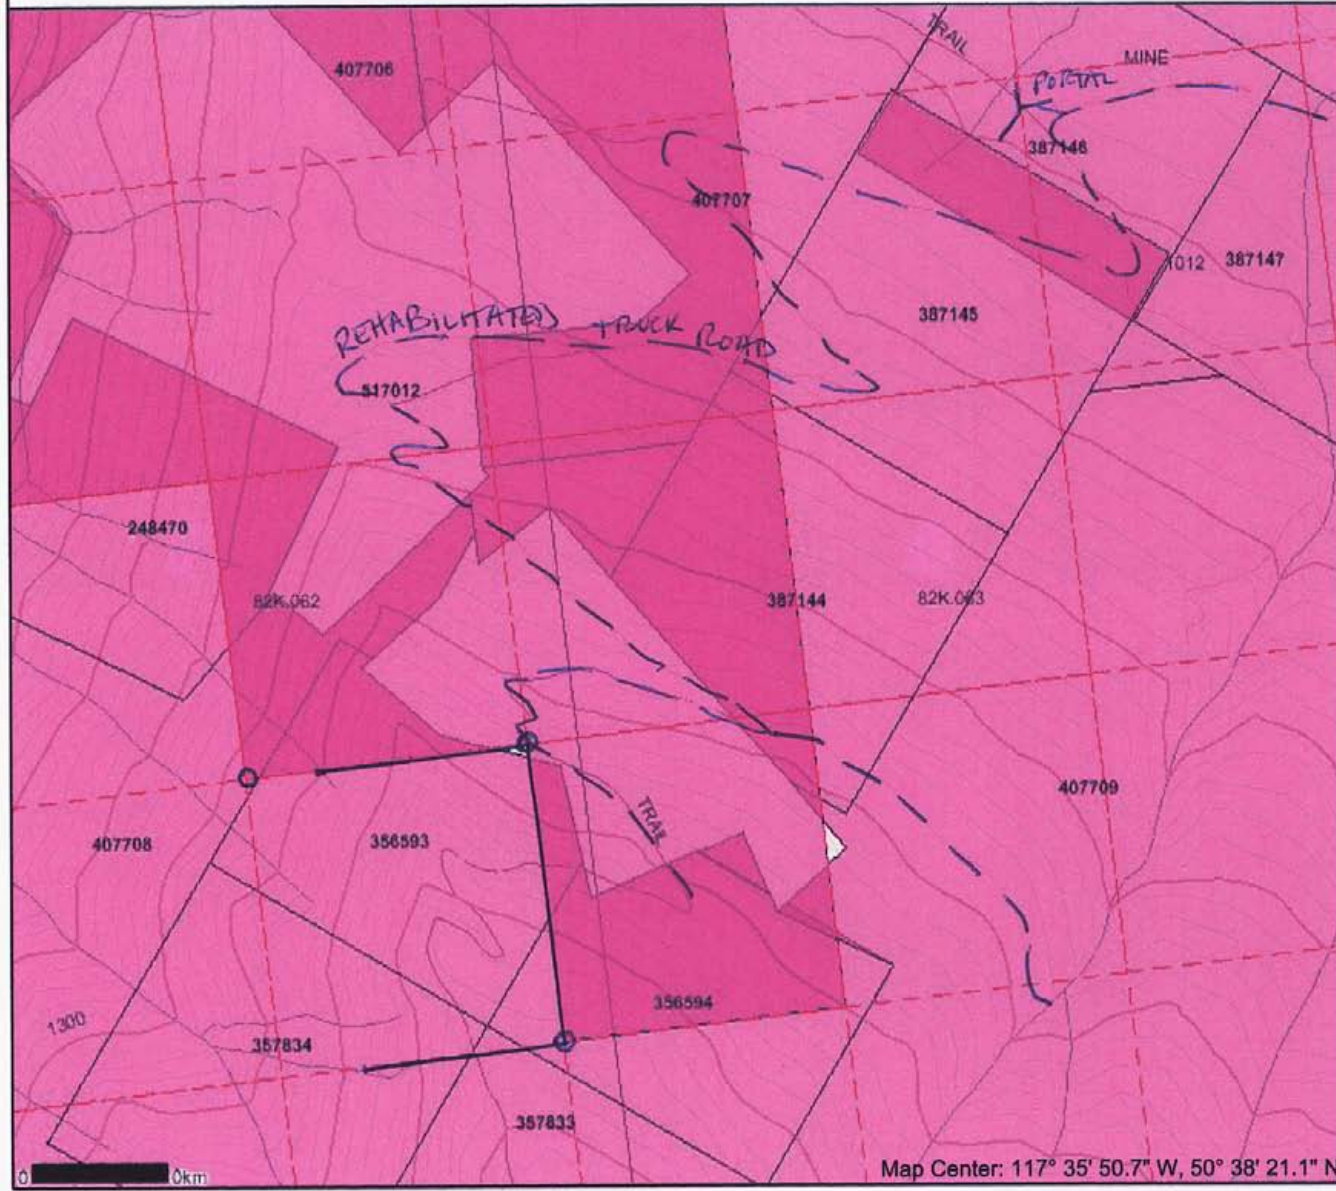 TRAIL
MINE
407706
PORTAL
387146
407707
1012
387147
387145
REHABILITATED TRUCK ROAD
517012
248470
82K.062
387144
82K.063
407709
TRAIL
407708
356593
356594
1300
357834
357833
0 0km
Map Center: 117° 35' 50.7" W, 50° 38' 21.1" N